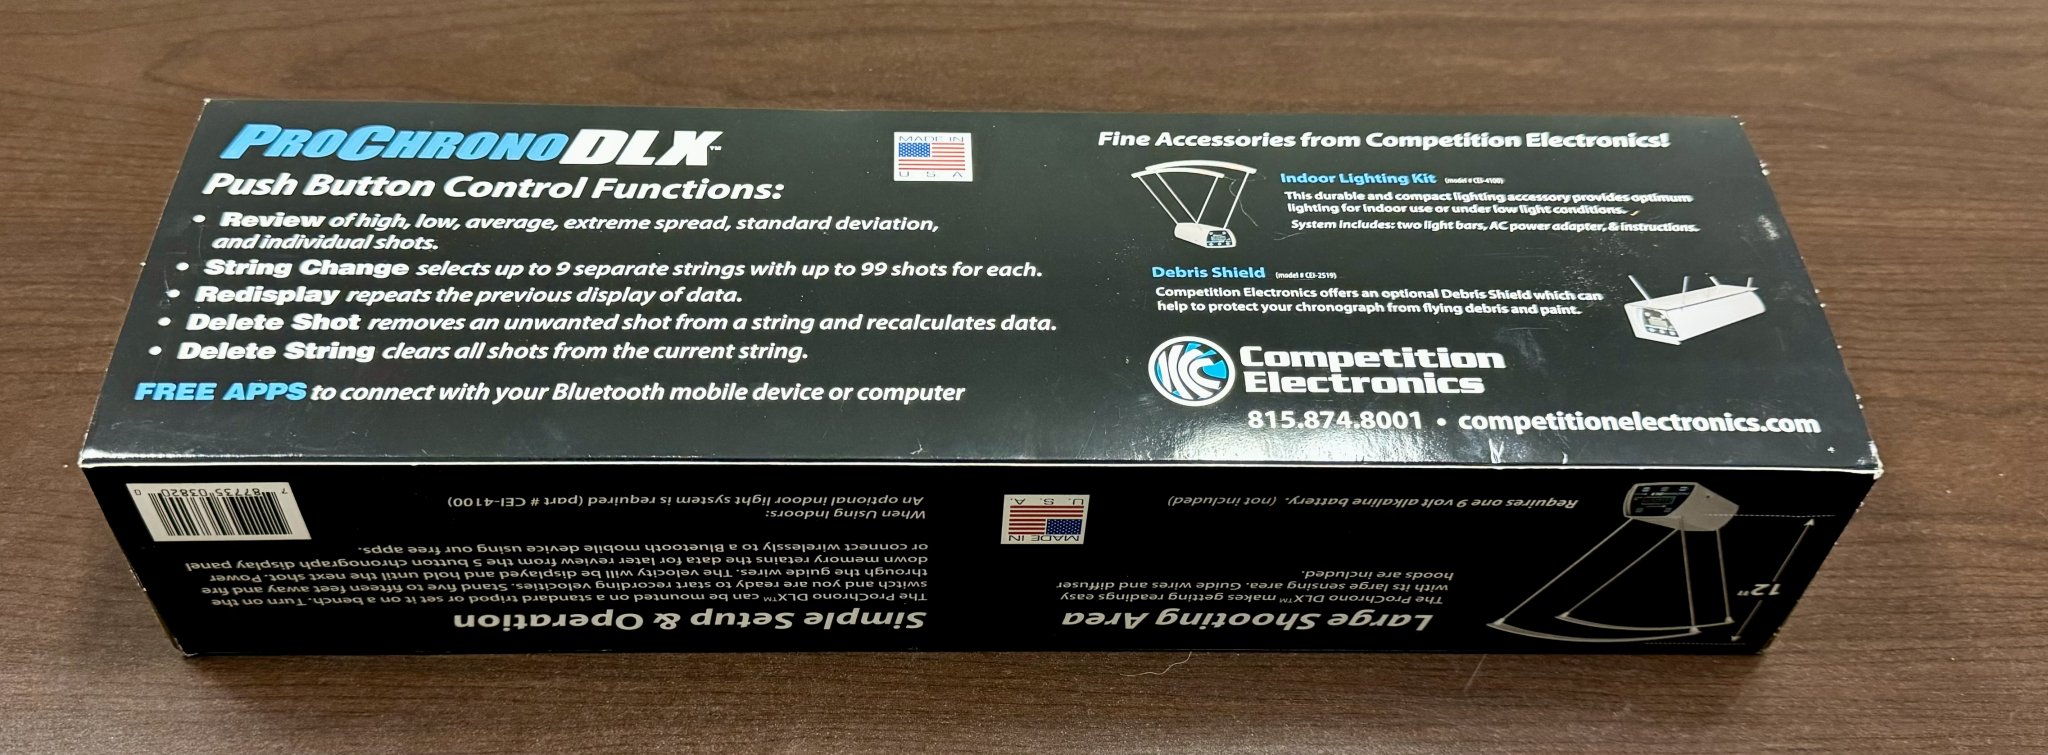 PROCHRONODLX™
Push Button Control Functions:
• Review of high, low, average, extreme spread, standard deviation,
and individual shots.
• String Change selects up to 9 separate strings with up to 99 shots for each.
• Redisplay repeats the previous display of data.
• Delete Shot removes an unwanted shot from a string and recalculates data.
• Delete String clears all shots from the current string.
FREE APPS to connect with your Bluetooth mobile device or computer
MADE IN
U S A
Fine Accessories from Competition Electronics!
Indoor Lighting Kit (model # CEI-4100)
This durable and compact lighting accessory provides optimum
lighting for indoor use or under low light conditions.
System includes: two light bars, AC power adapter, & instructions.
Debris Shield (model # CEI-2519)
Competition Electronics offers an optional Debris Shield which can
help to protect your chronograph from flying debris and paint.
Competition
Electronics
815.874.8001 • competitionelectronics.com
Large Shooting Area
The ProChrono DLX™ makes getting readings easy
with its large sensing area. Guide wires and diffuser
hoods are included.
Requires one 9 volt alkaline battery. (not included)
12"
MADE IN
U. S. A.
Simple Setup & Operation
The ProChrono DLX™ can be mounted on a standard tripod or set it on a bench. Turn on the
switch and you are ready to start recording velocities. Stand five to fifteen feet away and fire
through the guide wires. The velocity will be displayed and hold until the next shot. Power
down memory retains the data for later review from the 5 button chronograph display panel
or connect wirelessly to a Bluetooth mobile device using our free apps.
When Using Indoors:
An optional indoor light system is required (part # CEI-4100)
7 87735 03820 0